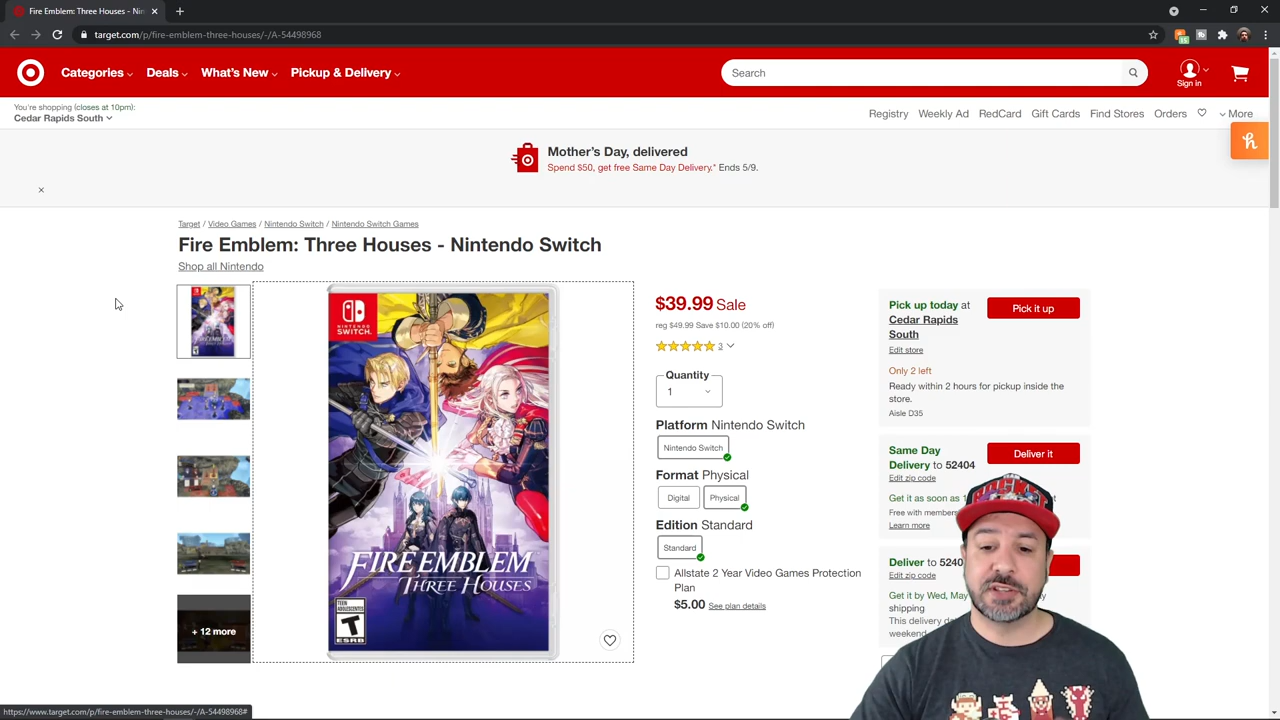 Fire Emblem: Three Houses - Nin
target.com/p/fire-emblem-three-houses/-/A-54498968
Categories
Deals
What's New
Pickup & Delivery
Search
Sign in
You're shopping (closes at 10pm):
Cedar Rapids South
Registry
Weekly Ad
RedCard
Gift Cards
Find Stores
Orders
More
Mother's Day, delivered
Spend $50, get free Same Day Delivery.* Ends 5/9.
Target / Video Games / Nintendo Switch / Nintendo Switch Games
Fire Emblem: Three Houses - Nintendo Switch
Shop all Nintendo
+ 12 more
NINTENDO
SWITCH
FIRE EMBLEM
THREE HOUSES
TEEN
T
ESRB
$39.99 Sale
reg $49.99 Save $10.00 (20% off)
3
Quantity
1
Platform Nintendo Switch
Nintendo Switch
Format Physical
Digital
Physical
Edition Standard
Standard
Allstate 2 Year Video Games Protection
Plan
$5.00 See plan details
Pick up today at
Cedar Rapids
South
Pick it up
Edit store
Only 2 left
Ready within 2 hours for pickup inside the
store.
Aisle D35
Same Day
Delivery to 52404
Deliver it
Edit zip code
Get it as soon as
Free with
Learn more
Deliver to 5240
Edit zip code
Get it by Wed, May
shipping
This delivery
weekend
https://www.target.com/p/fire-emblem-three-houses/-/A-54498968#